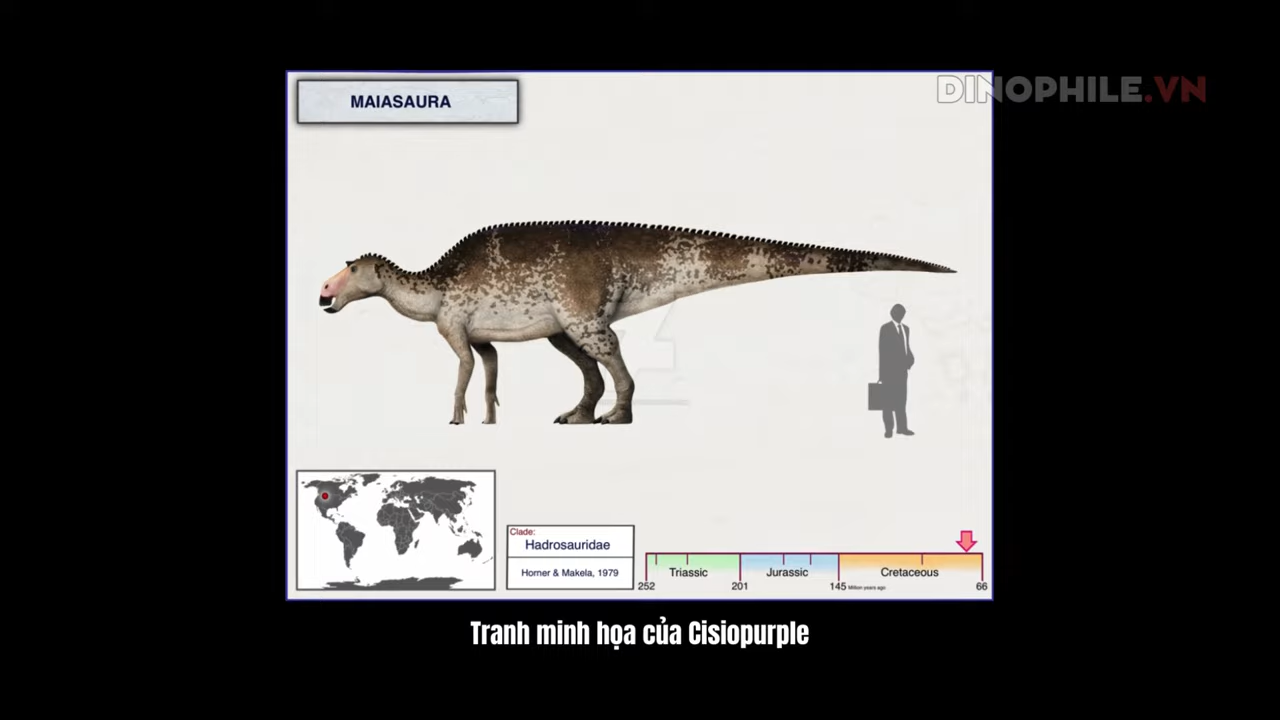 MAIASAURA
DINOPHILE.VN
Clade:
Hadrosauridae
Horner & Makela, 1979
Triassic
Jurassic
Cretaceous
252
201
145 Million years ago
66
Tranh minh họa của Cisiopurple